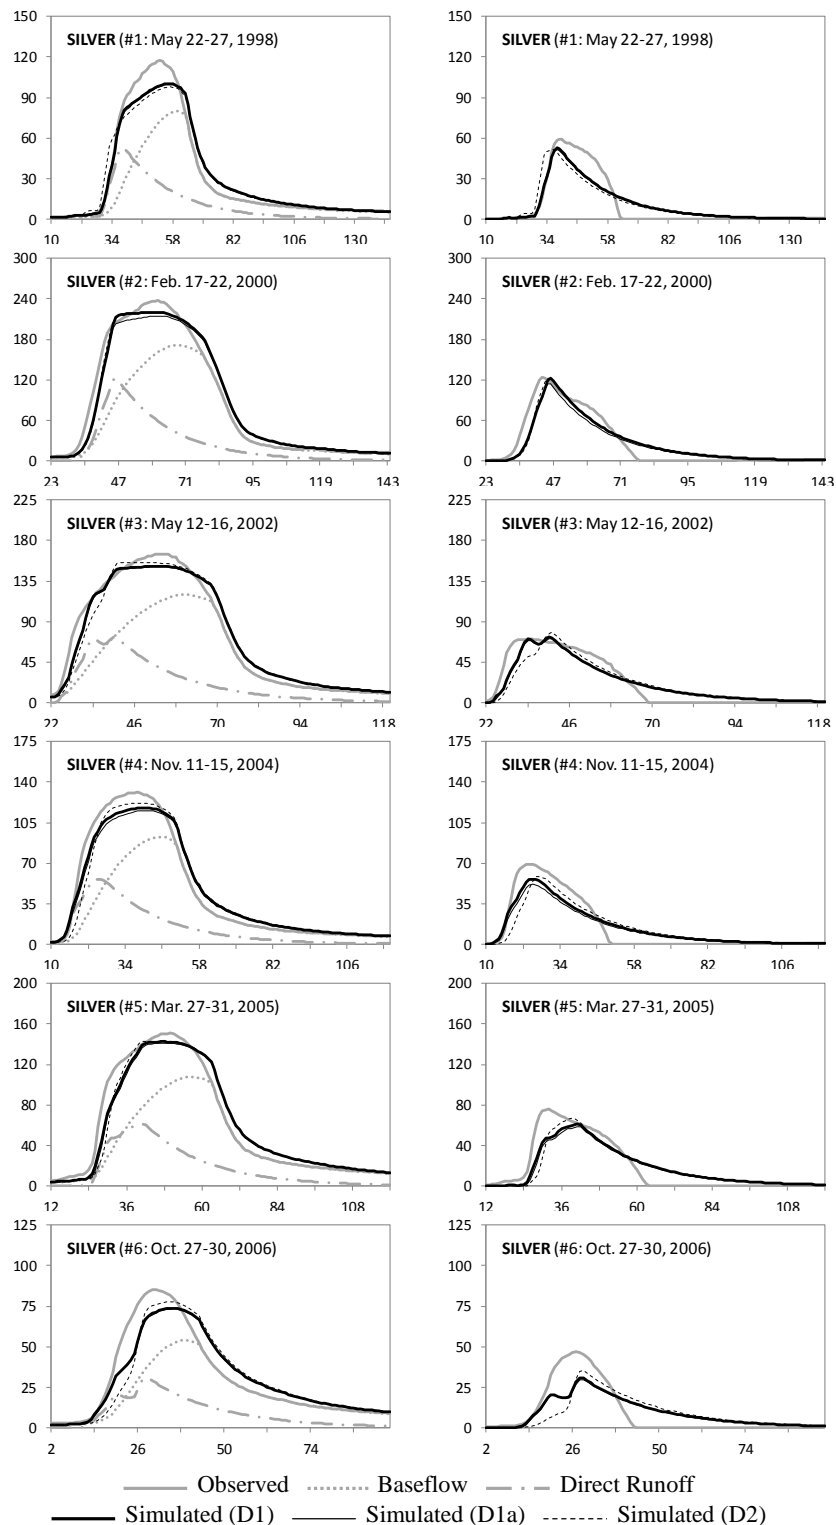 SILVER (#1: May 22-27, 1998)
150
120
90
60
30
0
10 34 58 82 106 130
SILVER (#1: May 22-27, 1998)
150
120
90
60
30
0
10 34 58 82 106 130
SILVER (#2: Feb. 17-22, 2000)
300
240
180
120
60
0
23 47 71 95 119 143
SILVER (#2: Feb. 17-22, 2000)
300
240
180
120
60
0
23 47 71 95 119 143
SILVER (#3: May 12-16, 2002)
225
180
135
90
45
0
22 46 70 94 118
SILVER (#3: May 12-16, 2002)
225
180
135
90
45
0
22 46 70 94 118
SILVER (#4: Nov. 11-15, 2004)
175
140
105
70
35
0
10 34 58 82 106
SILVER (#4: Nov. 11-15, 2004)
175
140
105
70
35
0
10 34 58 82 106
SILVER (#5: Mar. 27-31, 2005)
200
160
120
80
40
0
12 36 60 84 108
SILVER (#5: Mar. 27-31, 2005)
200
160
120
80
40
0
12 36 60 84 108
SILVER (#6: Oct. 27-30, 2006)
125
100
75
50
25
0
2 26 50 74
SILVER (#6: Oct. 27-30, 2006)
125
100
75
50
25
0
2 26 50 74
Observed Baseflow Direct Runoff
Simulated (D1) Simulated (D1a) Simulated (D2)